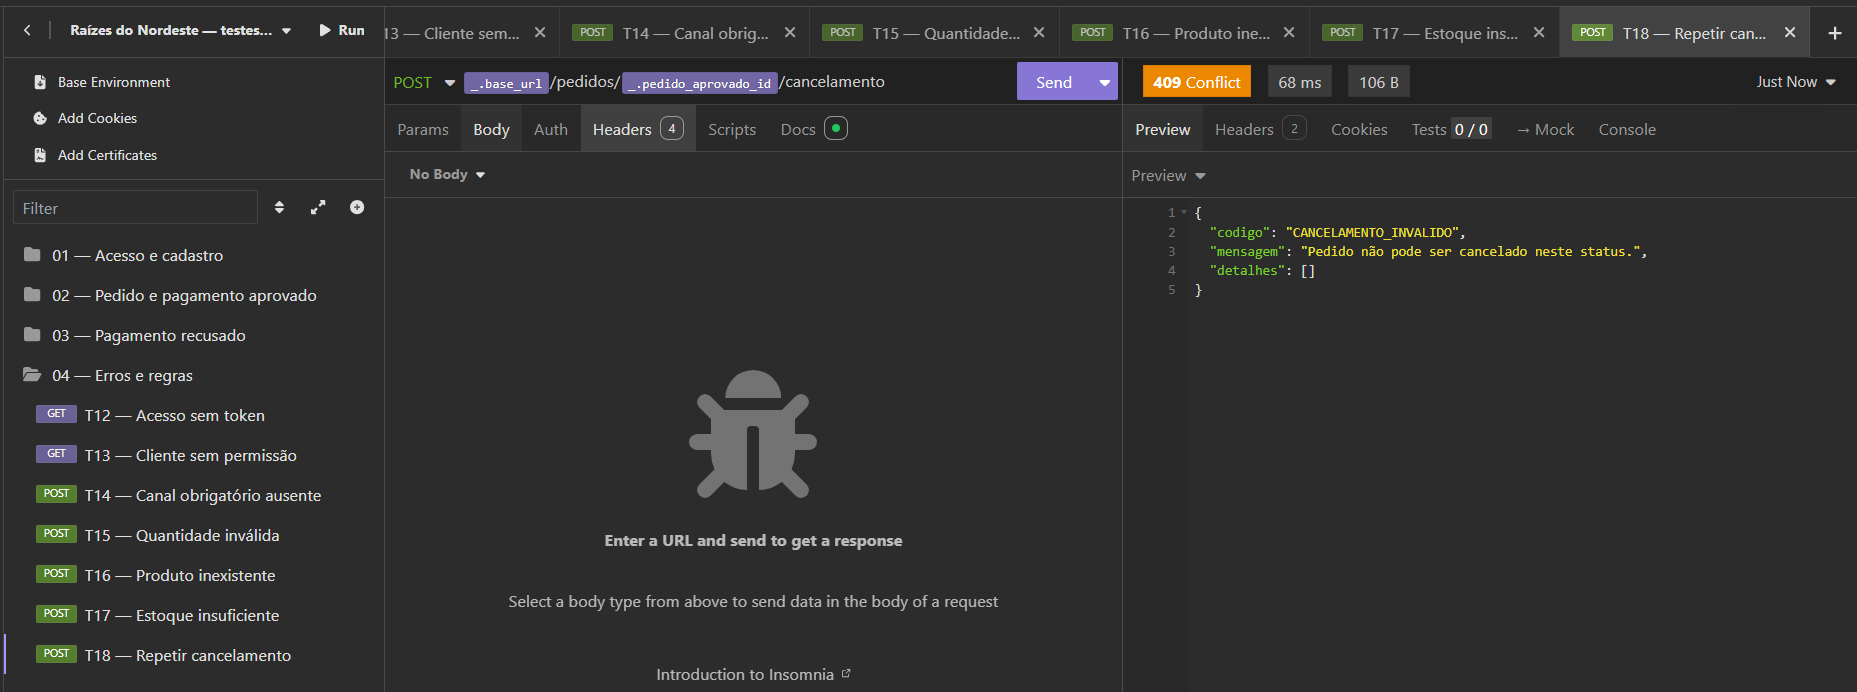 Raízes do Nordeste — testes...
Run
Base Environment
Add Cookies
Add Certificates
Filter
01 — Acesso e cadastro
02 — Pedido e pagamento aprovado
03 — Pagamento recusado
04 — Erros e regras
GET T12 — Acesso sem token
GET T13 — Cliente sem permissão
POST T14 — Canal obrigatório ausente
POST T15 — Quantidade inválida
POST T16 — Produto inexistente
POST T17 — Estoque insuficiente
POST T18 — Repetir cancelamento
13 — Cliente sem...
POST T14 — Canal obrig...
POST T15 — Quantidade...
POST T16 — Produto ine...
POST T17 — Estoque ins...
POST T18 — Repetir can...
POST _.base_url/pedidos/_.pedido_aprovado_id/cancelamento
Send
Params Body Auth Headers 4 Scripts Docs
No Body
Enter a URL and send to get a response
Select a body type from above to send data in the body of a request
Introduction to Insomnia
409 Conflict 68 ms 106 B Just Now
Preview Headers 2 Cookies Tests 0 / 0 → Mock Console
Preview
1 {
2 "codigo": "CANCELAMENTO_INVALIDO",
3 "mensagem": "Pedido não pode ser cancelado neste status.",
4 "detalhes": []
5 }